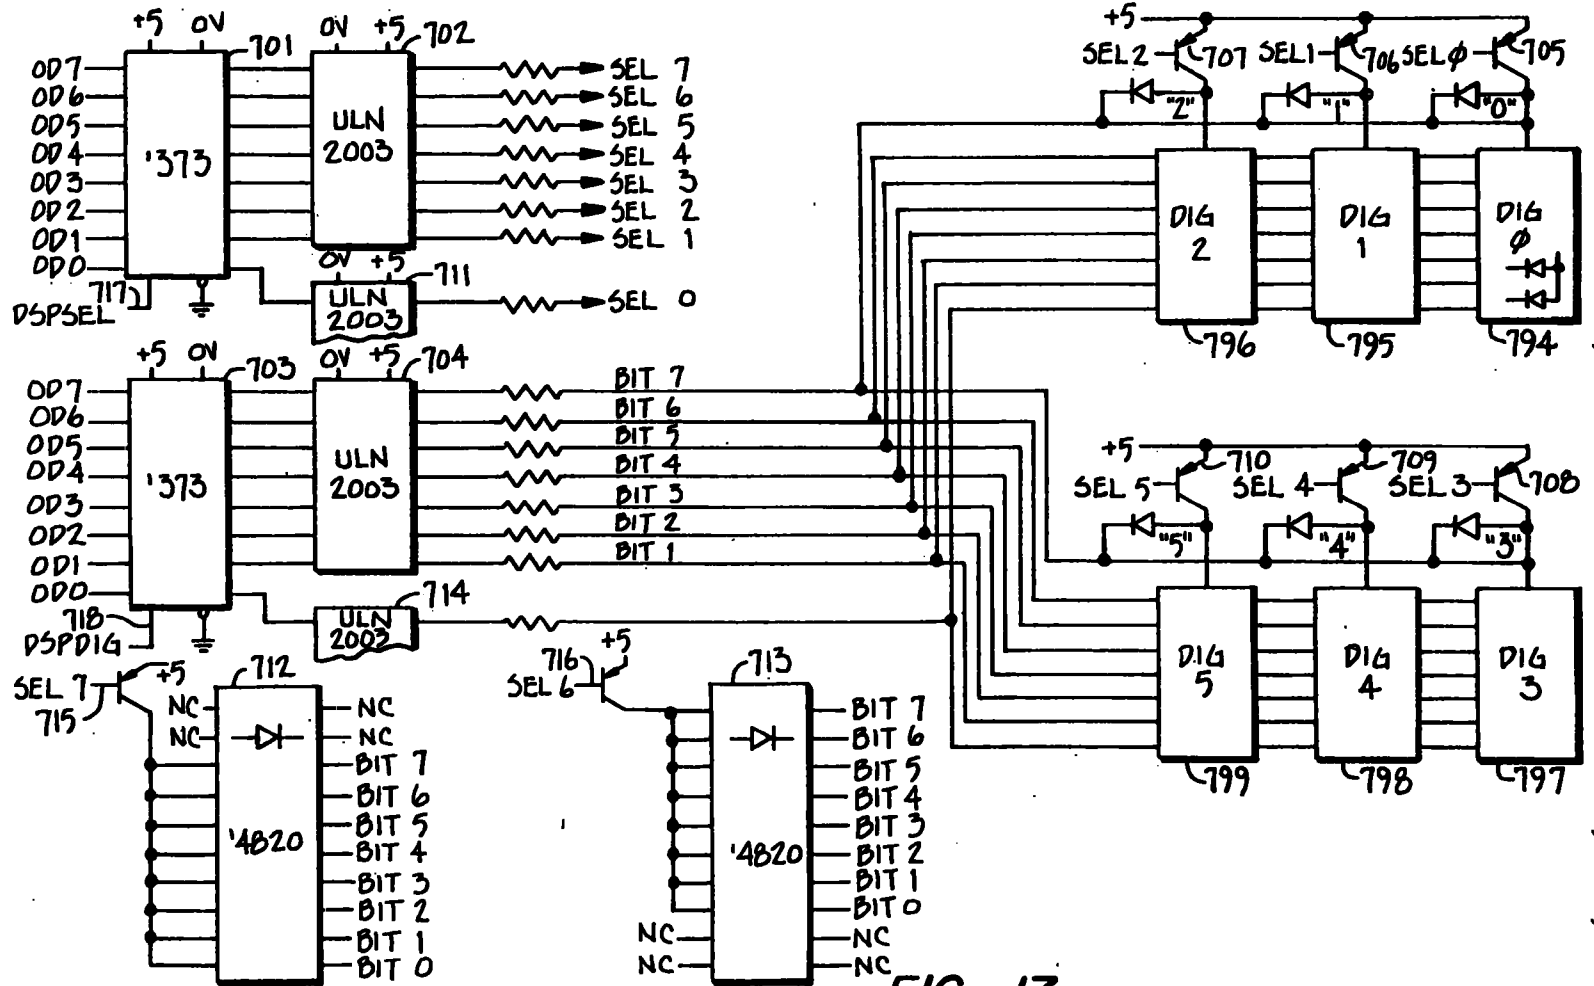 +5 0V 701
0V +5 702
OD7
OD6
OD5
OD4
OD3
OD2
OD1
OD0
'373
ULN
2003
SEL 7
SEL 6
SEL 5
SEL 4
SEL 3
SEL 2
SEL 1
717
DSPSEL
0V +5 711
ULN
2003
SEL 0
+5 0V 703
0V +5 704
OD7
OD6
OD5
OD4
OD3
OD2
OD1
OD0
'373
ULN
2003
BIT 7
BIT 6
BIT 5
BIT 4
BIT 3
BIT 2
BIT 1
718
DSPDIG
714
ULN
2003
+5
SEL2 707 SEL1 706 SELφ 705
"2" "1" "0"
DIG
2
DIG
1
DIG
φ
796 795 794
+5
710 709
SEL 5 SEL 4 SEL 3 708
"5" "4" "3"
DIG
5
DIG
4
DIG
3
799 798 797
+5
SEL 7
715
712
NC NC
NC NC
BIT 7
BIT 6
BIT 5
'4820 BIT 4
BIT 3
BIT 2
BIT 1
BIT 0
+5
716
SEL 6
713
BIT 7
BIT 6
BIT 5
BIT 4
BIT 3
'4820 BIT 2
BIT 1
BIT 0
NC NC
NC NC